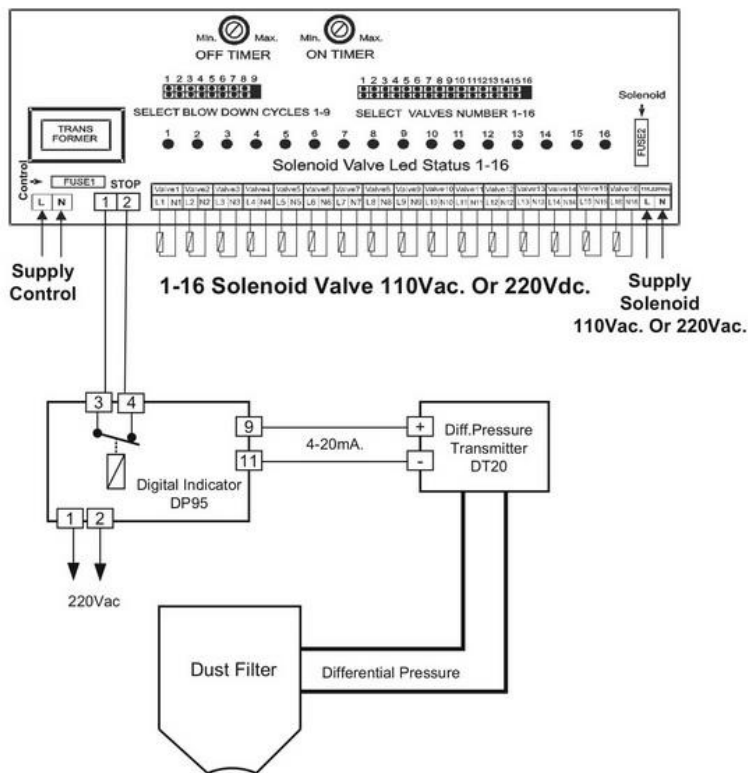 Min. Max. Min. Max.
OFF TIMER ON TIMER
1 2 3 4 5 6 7 8 9 1 2 3 4 5 6 7 8 9 10 11 12 13 14 15 16
SELECT BLOW DOWN CYCLES 1-9 SELECT VALVES NUMBER 1-16
Solenoid
TRANS
FORMER
1 2 3 4 5 6 7 8 9 10 11 12 13 14 15 16
FUSE2
Solenoid Valve Led Status 1-16
Control
FUSE1 STOP
Valve1 Valve2 Valve3 Valve4 Valve5 Valve6 Valve7 Valve8 Valve9 Valve10 Valve11 Valve12 Valve13 Valve14 Valve15 Valve16
L N 1 2 L1 N1 L2 N2 L3 N3 L4 N4 L5 N5 L6 N6 L7 N7 L8 N8 L9 N9 L10 N10 L11 N11 L12 N12 L13 N13 L14 N14 L15 N15 L16 N16 L N
Supply
Control
1-16 Solenoid Valve 110Vac. Or 220Vdc.
Supply
Solenoid
110Vac. Or 220Vac.
3 4
9 +
4-20mA.
11 -
Diff.Pressure
Transmitter
DT20
Digital Indicator
DP95
1 2
220Vac
Dust Filter
Differential Pressure